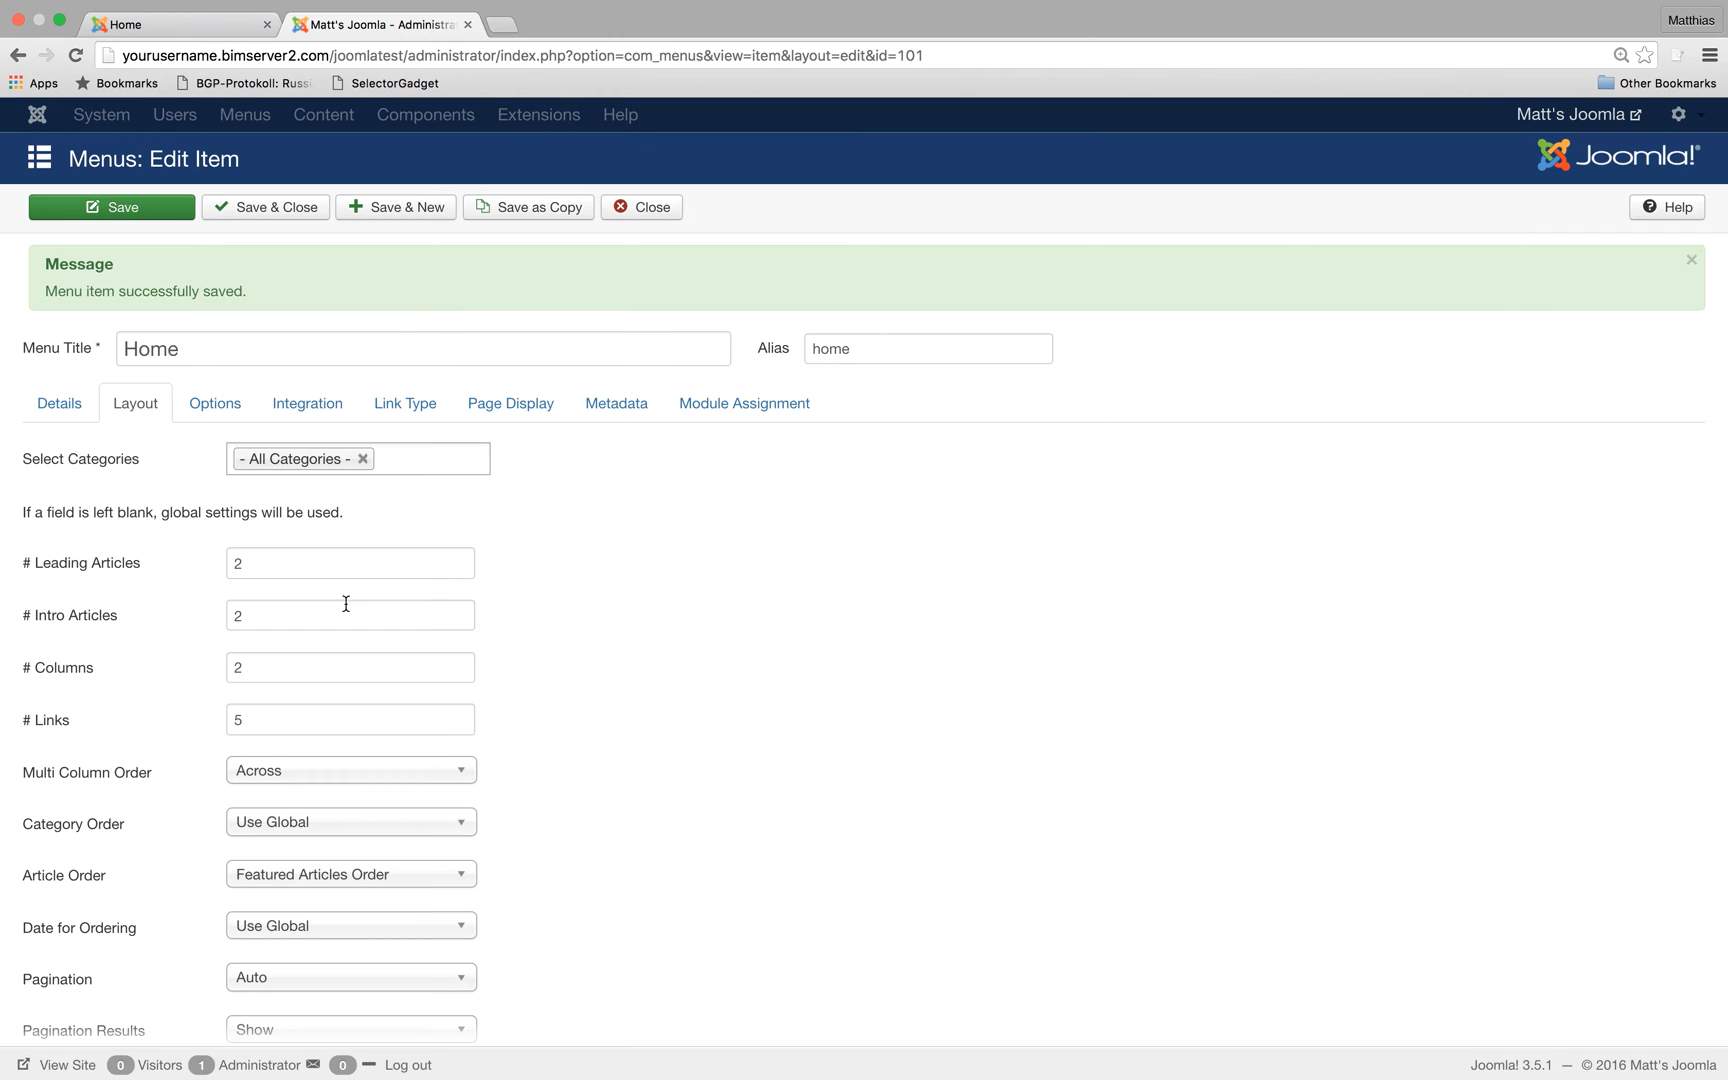 Home
Matt's Joomla - Administra
Matthias
yourusername.bimserver2.com/joomlatest/administrator/index.php?option=com_menus&view=item&layout=edit&id=101
Apps Bookmarks BGP-Protokoll: Russi SelectorGadget Other Bookmarks
System Users Menus Content Components Extensions Help Matt's Joomla
Menus: Edit Item Joomla!®
Save Save & Close Save & New Save as Copy Close Help
Message
Menu item successfully saved.
Menu Title * Home Alias home
Details Layout Options Integration Link Type Page Display Metadata Module Assignment
Select Categories - All Categories -
If a field is left blank, global settings will be used.
# Leading Articles 2
# Intro Articles 2
# Columns 2
# Links 5
Multi Column Order Across
Category Order Use Global
Article Order Featured Articles Order
Date for Ordering Use Global
Pagination Auto
Pagination Results Show
View Site 0 Visitors 1 Administrator 0 Log out Joomla! 3.5.1 — © 2016 Matt's Joomla